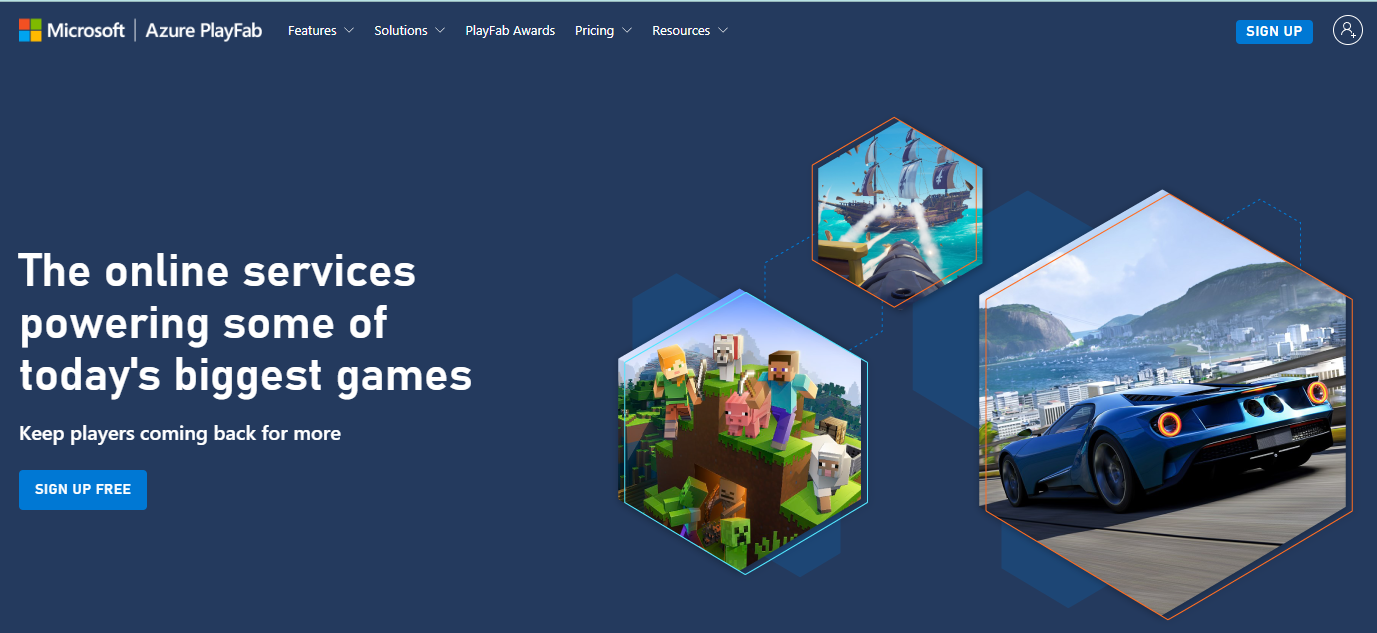 Microsoft | Azure PlayFab Features Solutions PlayFab Awards Pricing Resources SIGN UP
The online services
powering some of
today's biggest games
Keep players coming back for more
SIGN UP FREE